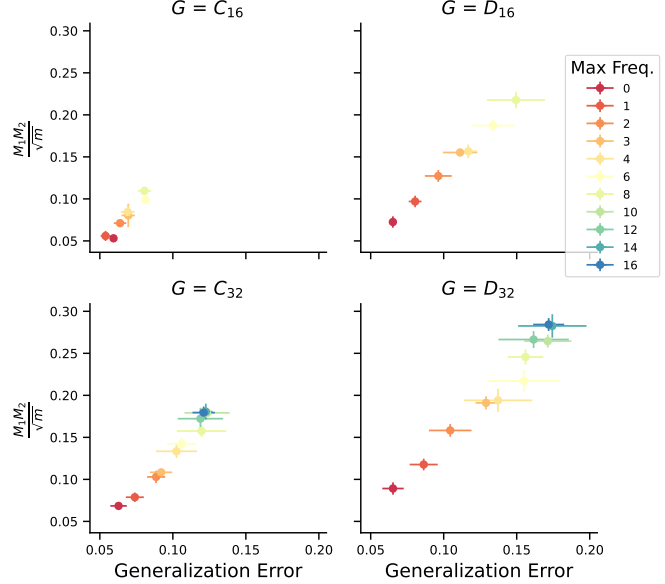 G = C₁₆
G = D₁₆
0.30
0.25
0.20
0.15
0.10
0.05
M₁M₂
√m
Max Freq.
0
1
2
3
4
6
8
10
12
14
16
G = C₃₂
G = D₃₂
0.30
0.25
0.20
0.15
0.10
0.05
M₁M₂
√m
0.05 0.10 0.15 0.20
0.05 0.10 0.15 0.20
Generalization Error
Generalization Error